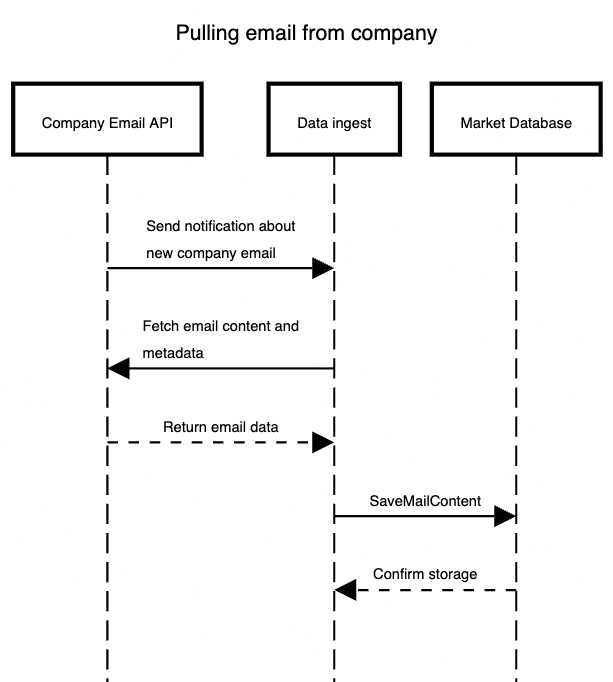 Pulling email from company
Company Email API
Data ingest
Market Database
Send notification about
new company email
Fetch email content and
metadata
Return email data
SaveMailContent
Confirm storage